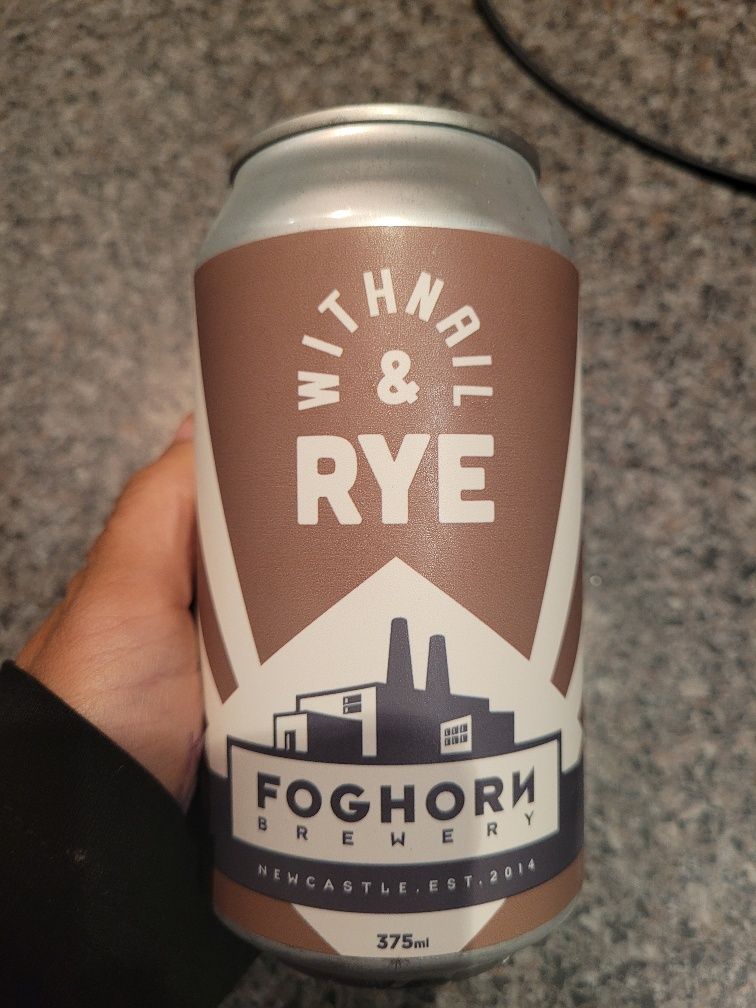 WITHNAIL
&
RYE
FOGHORN
BREWERY
NEWCASTLE.EST.2014
375ml